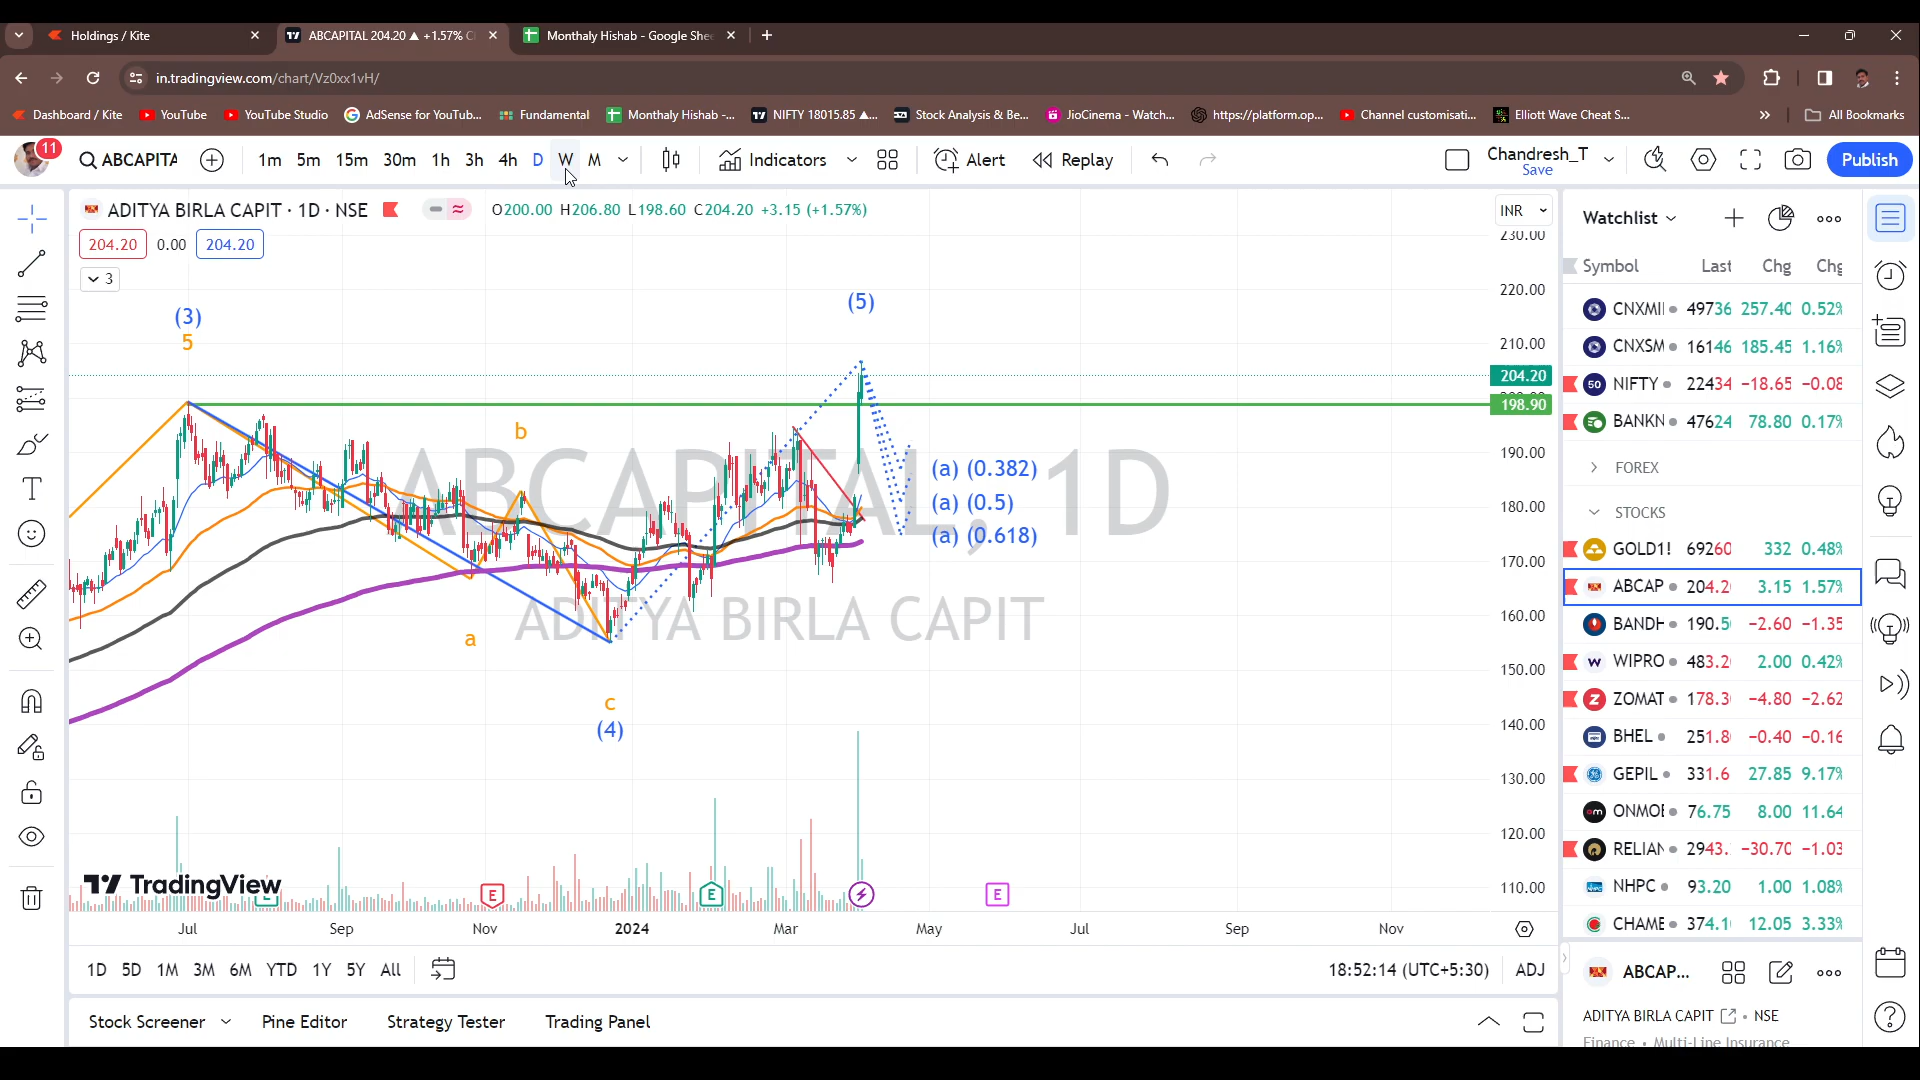 Holdings / Kite
ABCAPITAL 204.20 ▲ +1.57%
Monthaly Hishab - Google She
in.tradingview.com/chart/Vz0xx1vH/
Dashboard / Kite
YouTube
YouTube Studio
AdSense for YouTub...
Fundamental
Monthaly Hishab -...
NIFTY 18015.85 ▲...
Stock Analysis & Be...
JioCinema - Watch...
https://platform.op...
Channel customisati...
Elliott Wave Cheat S...
All Bookmarks
11
ABCAPITA
1m 5m 15m 30m 1h 3h 4h D W M
Indicators
Alert
Replay
Chandresh_T
Save
Publish
ADITYA BIRLA CAPIT · 1D · NSE
O200.00 H206.80 L198.60 C204.20 +3.15 (+1.57%)
INR
204.20 0.00 204.20
3
230.00
220.00
210.00
204.20
198.90
190.00
180.00
170.00
160.00
150.00
140.00
130.00
120.00
110.00
(3)
5
(5)
b
(a) (0.382)
(a) (0.5)
(a) (0.618)
a
c
(4)
ABCAPITAL, 1D
ADITYA BIRLA CAPIT
TradingView
E
E
E
E
Jul Sep Nov 2024 Mar May Jul Sep Nov
1D 5D 1M 3M 6M YTD 1Y 5Y All
18:52:14 (UTC+5:30) ADJ
Stock Screener
Pine Editor
Strategy Tester
Trading Panel
Watchlist
Symbol Last Chg Chg
CNXMI 49736 257.40 0.52%
CNXSM 16146 185.45 1.16%
50 NIFTY 22434 −18.65 −0.08
BANKN 47624 78.80 0.17%
FOREX
STOCKS
GOLD1! 69260 332 0.48%
ABCAP 204.20 3.15 1.57%
BANDH 190.5 −2.60 −1.35
WIPRO 483.2 2.00 0.42%
ZOMAT 178.3 −4.80 −2.62
BHEL 251.8 −0.40 −0.16
GEPIL 331.6 27.85 9.17%
ONMOE 76.75 8.00 11.64
RELIAN 2943. −30.70 −1.03
NHPC 93.20 1.00 1.08%
CHAME 374.1 12.05 3.33%
ABCAP...
ADITYA BIRLA CAPIT • NSE
Finance • Multi-Line Insurance